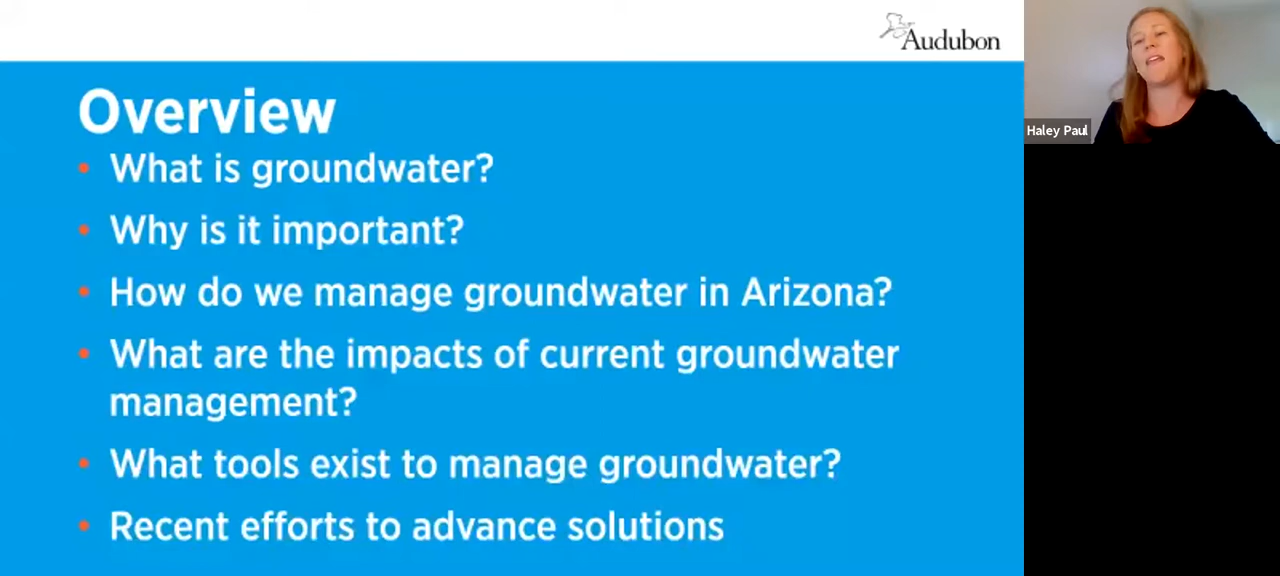 Audubon
Overview
• What is groundwater?
• Why is it important?
• How do we manage groundwater in Arizona?
• What are the impacts of current groundwater
management?
• What tools exist to manage groundwater?
• Recent efforts to advance solutions
Haley Paul